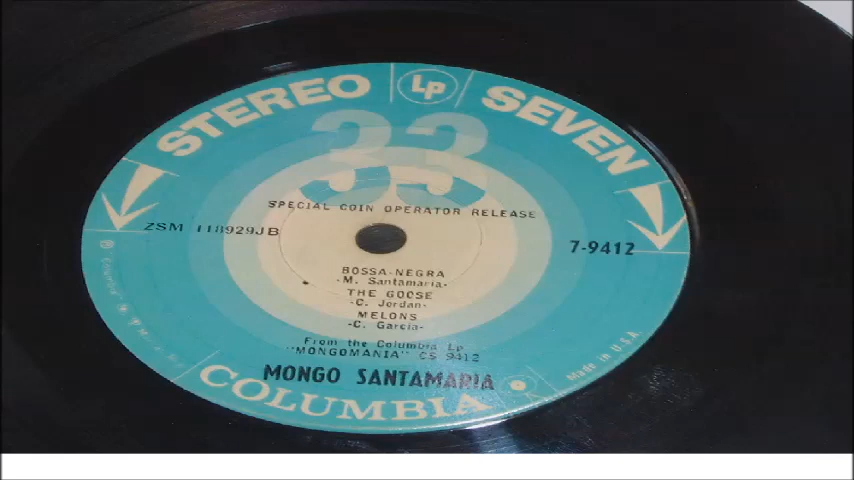 STEREO LP SEVEN
33
SPECIAL COIN OPERATOR RELEASE
ZSM 118929JB
7-9412
BOSSA-NEGRA
-M. Santamaria-
THE GOOSE
-C. Jordan-
MELONS
-C. Garcia-
From the Columbia Lp
"MONGOMANIA" CS 9412
MONGO SANTAMARIA
COLUMBIA
Made in U.S.A.